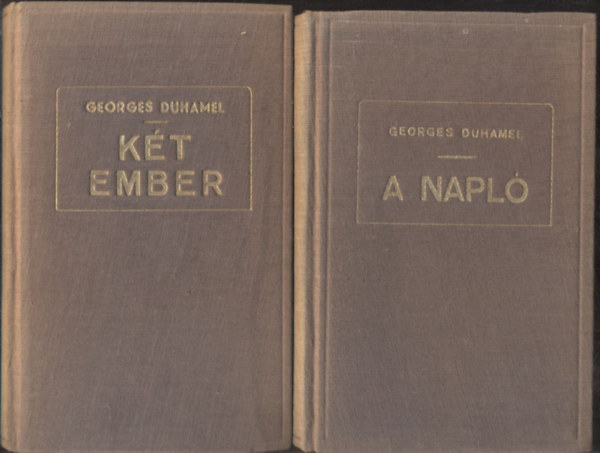 GEORGES DUHAMEL
KÉT
EMBER
GEORGES DUHAMEL
A NAPLÓ